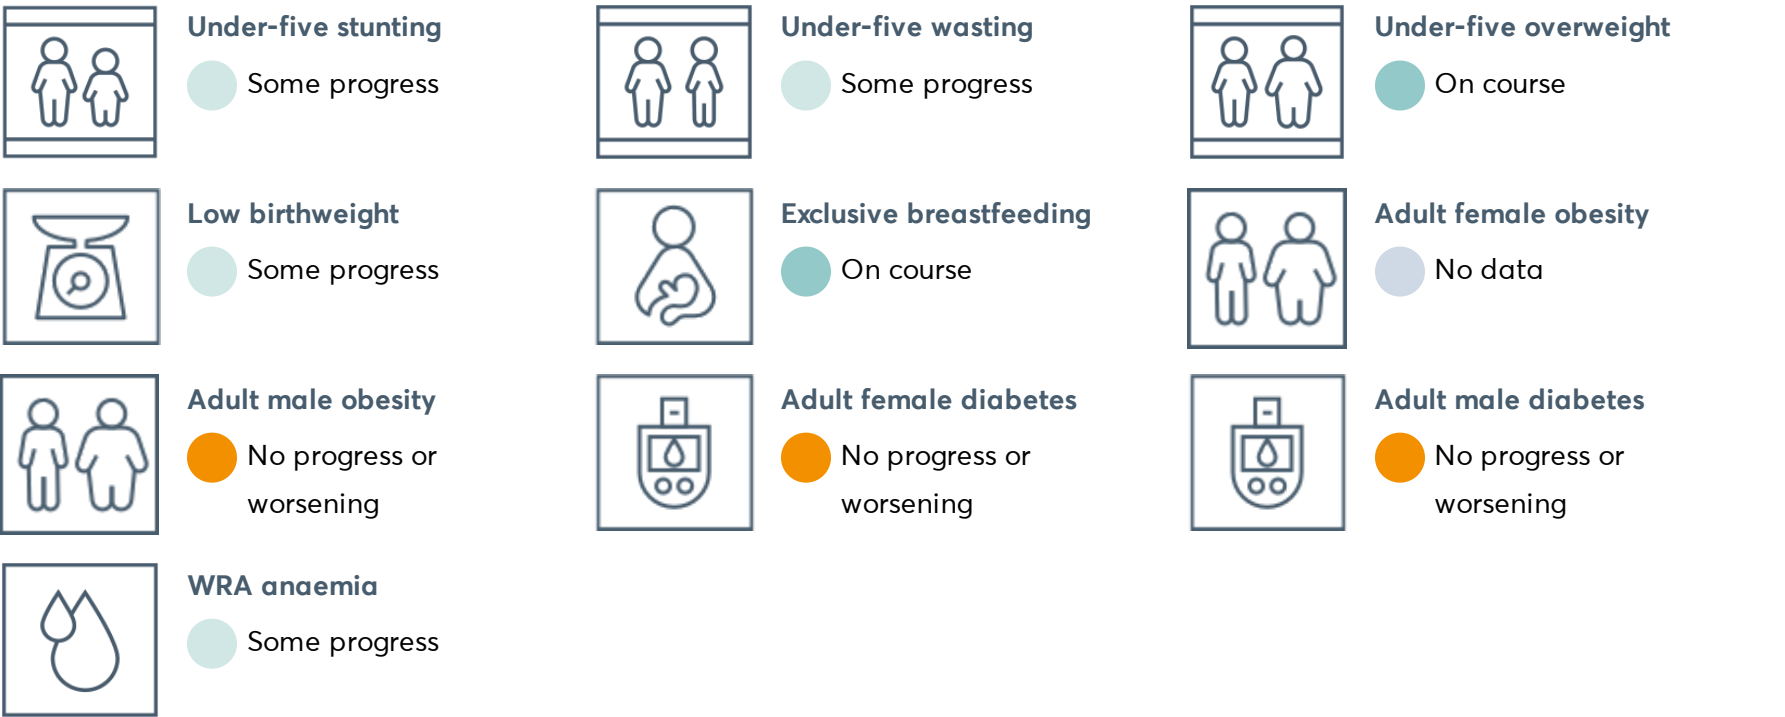 Under-five stunting
Some progress
Under-five wasting
Some progress
Under-five overweight
On course
Low birthweight
Some progress
Exclusive breastfeeding
On course
Adult female obesity
No data
Adult male obesity
No progress or
worsening
Adult female diabetes
No progress or
worsening
Adult male diabetes
No progress or
worsening
WRA anaemia
Some progress